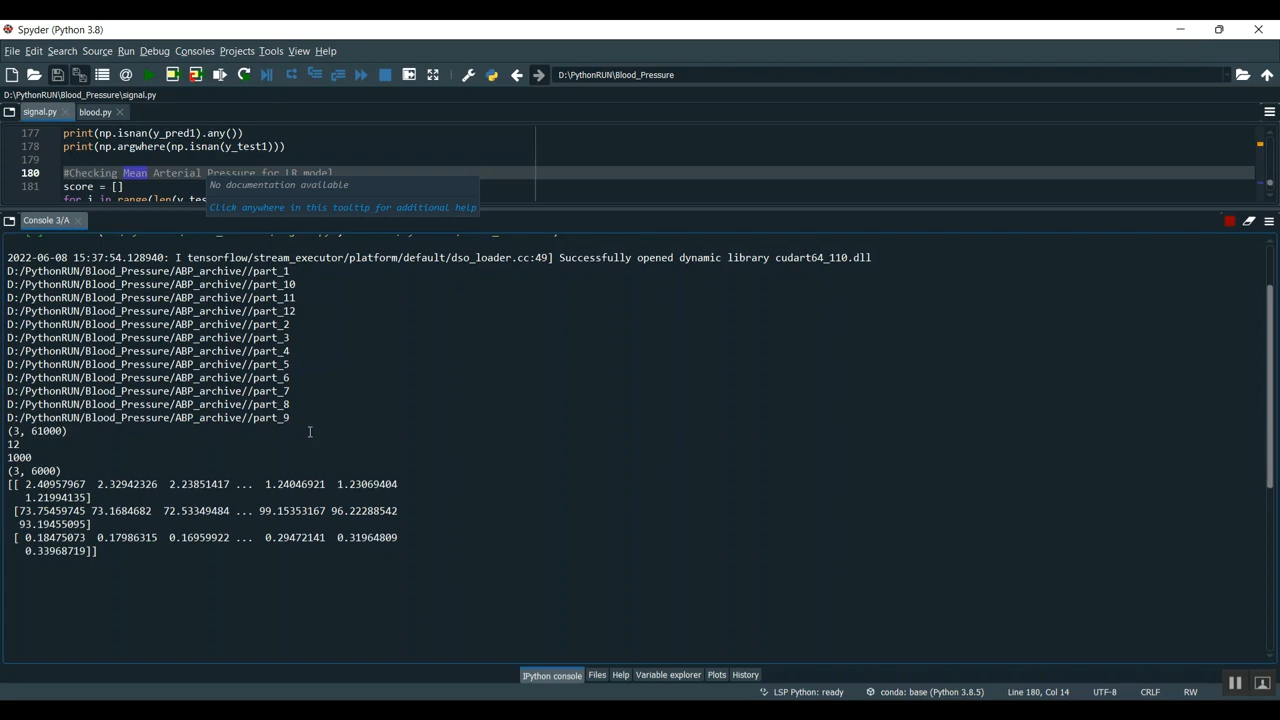 Spyder (Python 3.8)
File Edit Search Source Run Debug Consoles Projects Tools View Help
D:\PythonRUN\Blood_Pressure
D:\PythonRUN\Blood_Pressure\signal.py
signal.py blood.py
177 print(np.isnan(y_pred1).any())
178 print(np.argwhere(np.isnan(y_test1)))
179
180 #Checking Mean Arterial Pressure for LR model
No documentation available
181 score = []
for i in range(len(y_tes
Click anywhere in this tooltip for additional help
Console 3/A
2022-06-08 15:37:54.128940: I tensorflow/stream_executor/platform/default/dso_loader.cc:49] Successfully opened dynamic library cudart64_110.dll
D:/PythonRUN/Blood_Pressure/ABP_archive//part_1
D:/PythonRUN/Blood_Pressure/ABP_archive//part_10
D:/PythonRUN/Blood_Pressure/ABP_archive//part_11
D:/PythonRUN/Blood_Pressure/ABP_archive//part_12
D:/PythonRUN/Blood_Pressure/ABP_archive//part_2
D:/PythonRUN/Blood_Pressure/ABP_archive//part_3
D:/PythonRUN/Blood_Pressure/ABP_archive//part_4
D:/PythonRUN/Blood_Pressure/ABP_archive//part_5
D:/PythonRUN/Blood_Pressure/ABP_archive//part_6
D:/PythonRUN/Blood_Pressure/ABP_archive//part_7
D:/PythonRUN/Blood_Pressure/ABP_archive//part_8
D:/PythonRUN/Blood_Pressure/ABP_archive//part_9
(3, 61000)
12
1000
(3, 6000)
[[ 2.40957967 2.32942326 2.23851417 ... 1.24046921 1.23069404
1.21994135]
[73.75459745 73.1684682 72.53349484 ... 99.15353167 96.22288542
93.19455095]
[ 0.18475073 0.17986315 0.16959922 ... 0.29472141 0.31964809
0.33968719]]
IPython console Files Help Variable explorer Plots History
LSP Python: ready conda: base (Python 3.8.5) Line 180, Col 14 UTF-8 CRLF RW